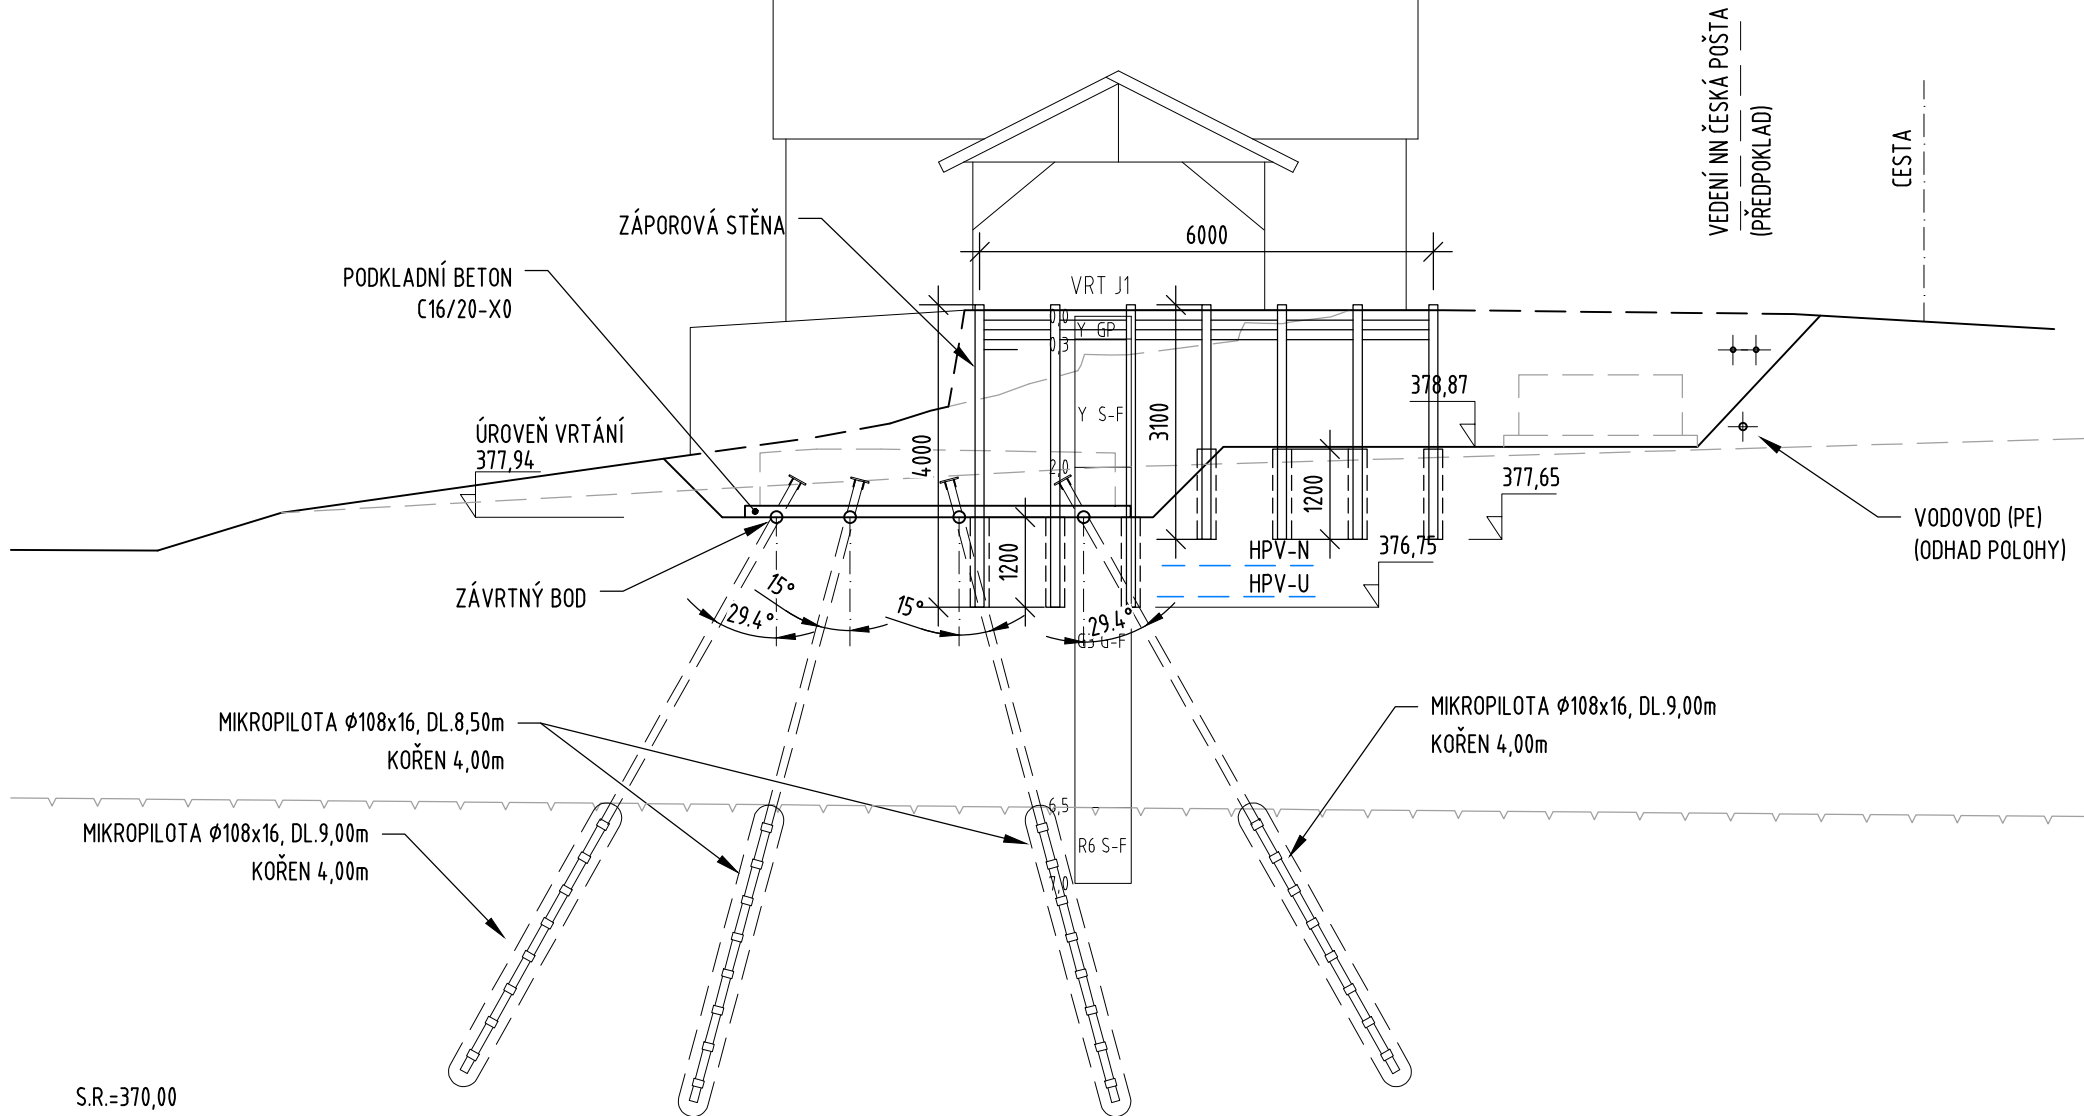 VEDENÍ NN ČESKÁ POŠTA
(PŘEDPOKLAD)
CESTA
ZÁPOROVÁ STĚNA
6000
PODKLADNÍ BETON
C16/20-X0
VRT J1
0,0
Y GP
0,3
Y S-F
2,0
3100
4000
378,87
ÚROVEŇ VRTÁNÍ
377,94
377,65
1200
1200
VODOVOD (PE)
(ODHAD POLOHY)
HPV-N
376,75
HPV-U
ZÁVRTNÝ BOD
15°
29.4°
15°
29.4°
G3 G-F
MIKROPILOTA Φ108x16, DL.8,50m
KOŘEN 4,00m
MIKROPILOTA Φ108x16, DL.9,00m
KOŘEN 4,00m
6,5
MIKROPILOTA Φ108x16, DL.9,00m
KOŘEN 4,00m
R6 S-F
7,0
S.R.=370,00